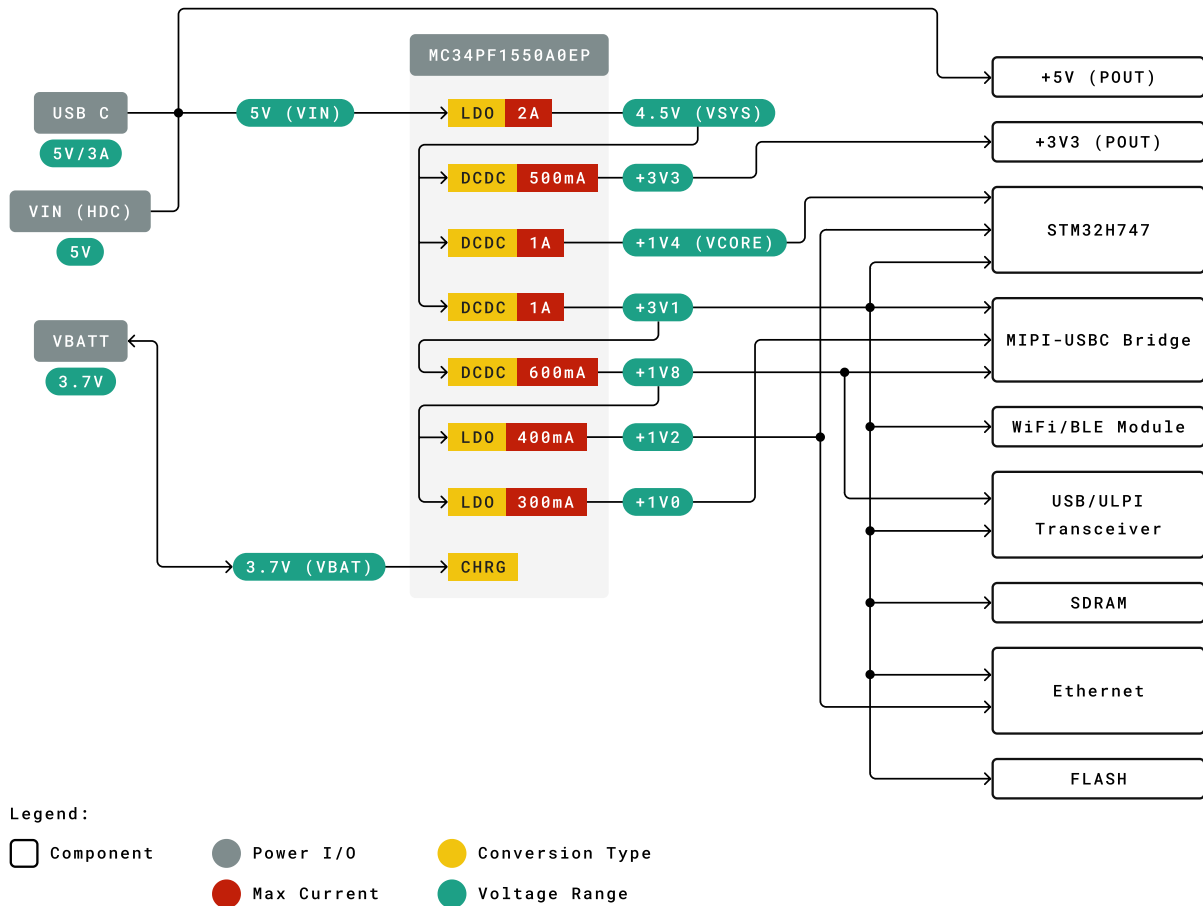 MC34PF1550A0EP
+5V (POUT)
USB C
5V (VIN)
LDO 2A
4.5V (VSYS)
5V/3A
+3V3 (POUT)
DCDC 500mA
+3V3
VIN (HDC)
5V
DCDC 1A
+1V4 (VCORE)
STM32H747
DCDC 1A
+3V1
VBATT
3.7V
MIPI-USBC Bridge
DCDC 600mA
+1V8
LDO 400mA
+1V2
WiFi/BLE Module
LDO 300mA
+1V0
USB/ULPI
Transceiver
3.7V (VBAT)
CHRG
SDRAM
Ethernet
FLASH
Legend:
Component
Power I/O
Conversion Type
Max Current
Voltage Range